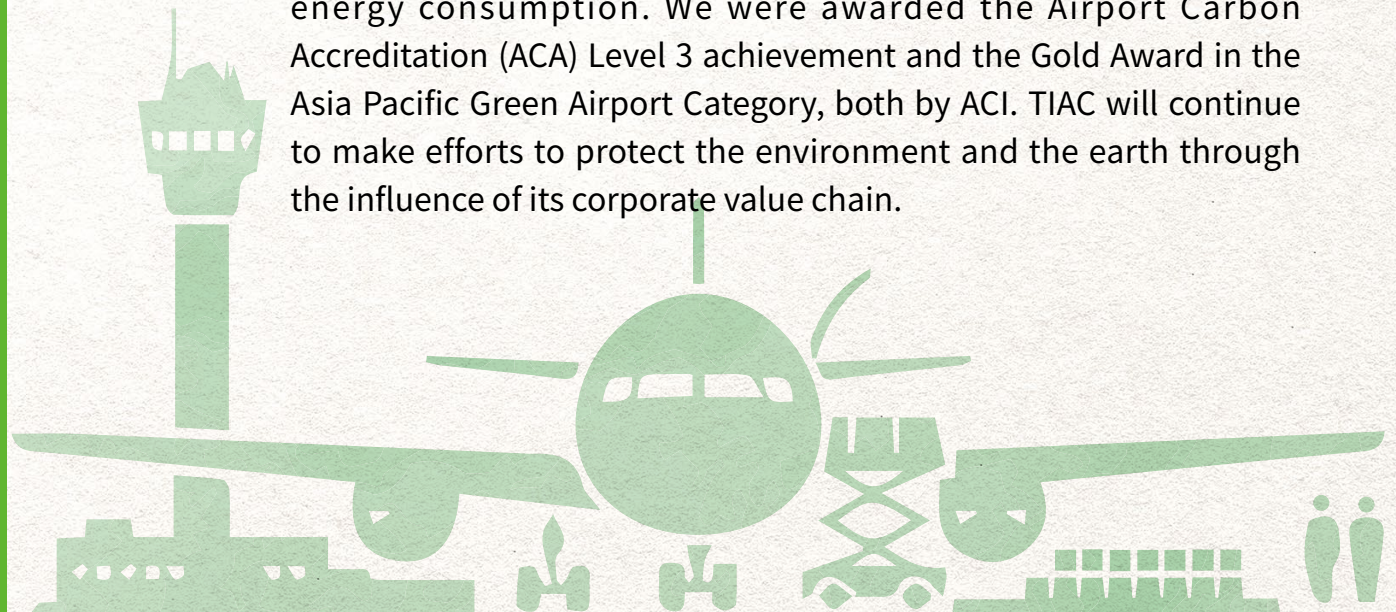 energy consumption. We were awarded the Airport Carbon
Accreditation (ACA) Level 3 achievement and the Gold Award in the
Asia Pacific Green Airport Category, both by ACI. TIAC will continue
to make efforts to protect the environment and the earth through
the influence of its corporate value chain.